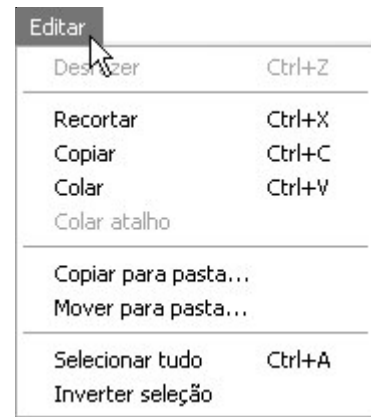 Editar
Desfazer Ctrl+Z
Recortar Ctrl+X
Copiar Ctrl+C
Colar Ctrl+V
Colar atalho
Copiar para pasta...
Mover para pasta...
Selecionar tudo Ctrl+A
Inverter seleção